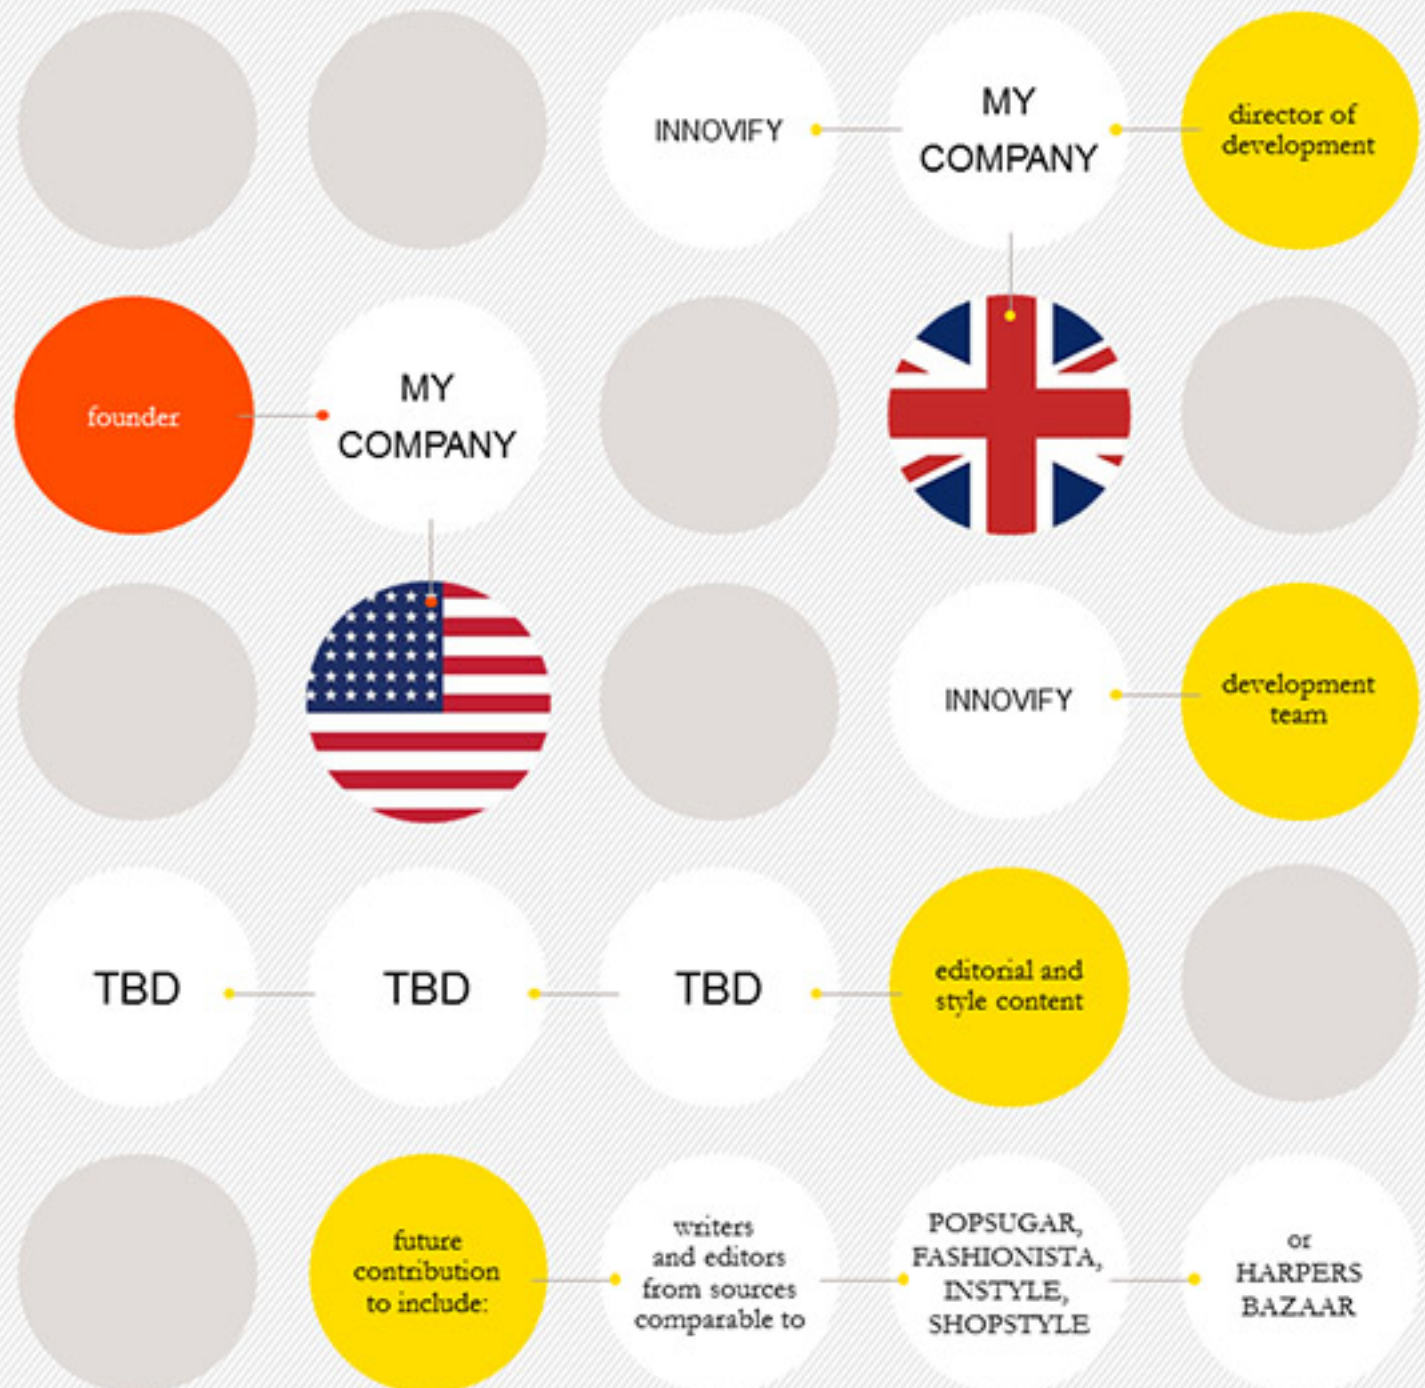 INNOVIFY
MY
COMPANY
director of
development
founder
MY
COMPANY
INNOVIFY
development
team
TBD
TBD
TBD
editorial and
style content
future
contribution
to include:
writers
and editors
from sources
comparable to
POPSUGAR,
FASHIONISTA,
INSTYLE,
SHOPSTYLE
or
HARPERS
BAZAAR